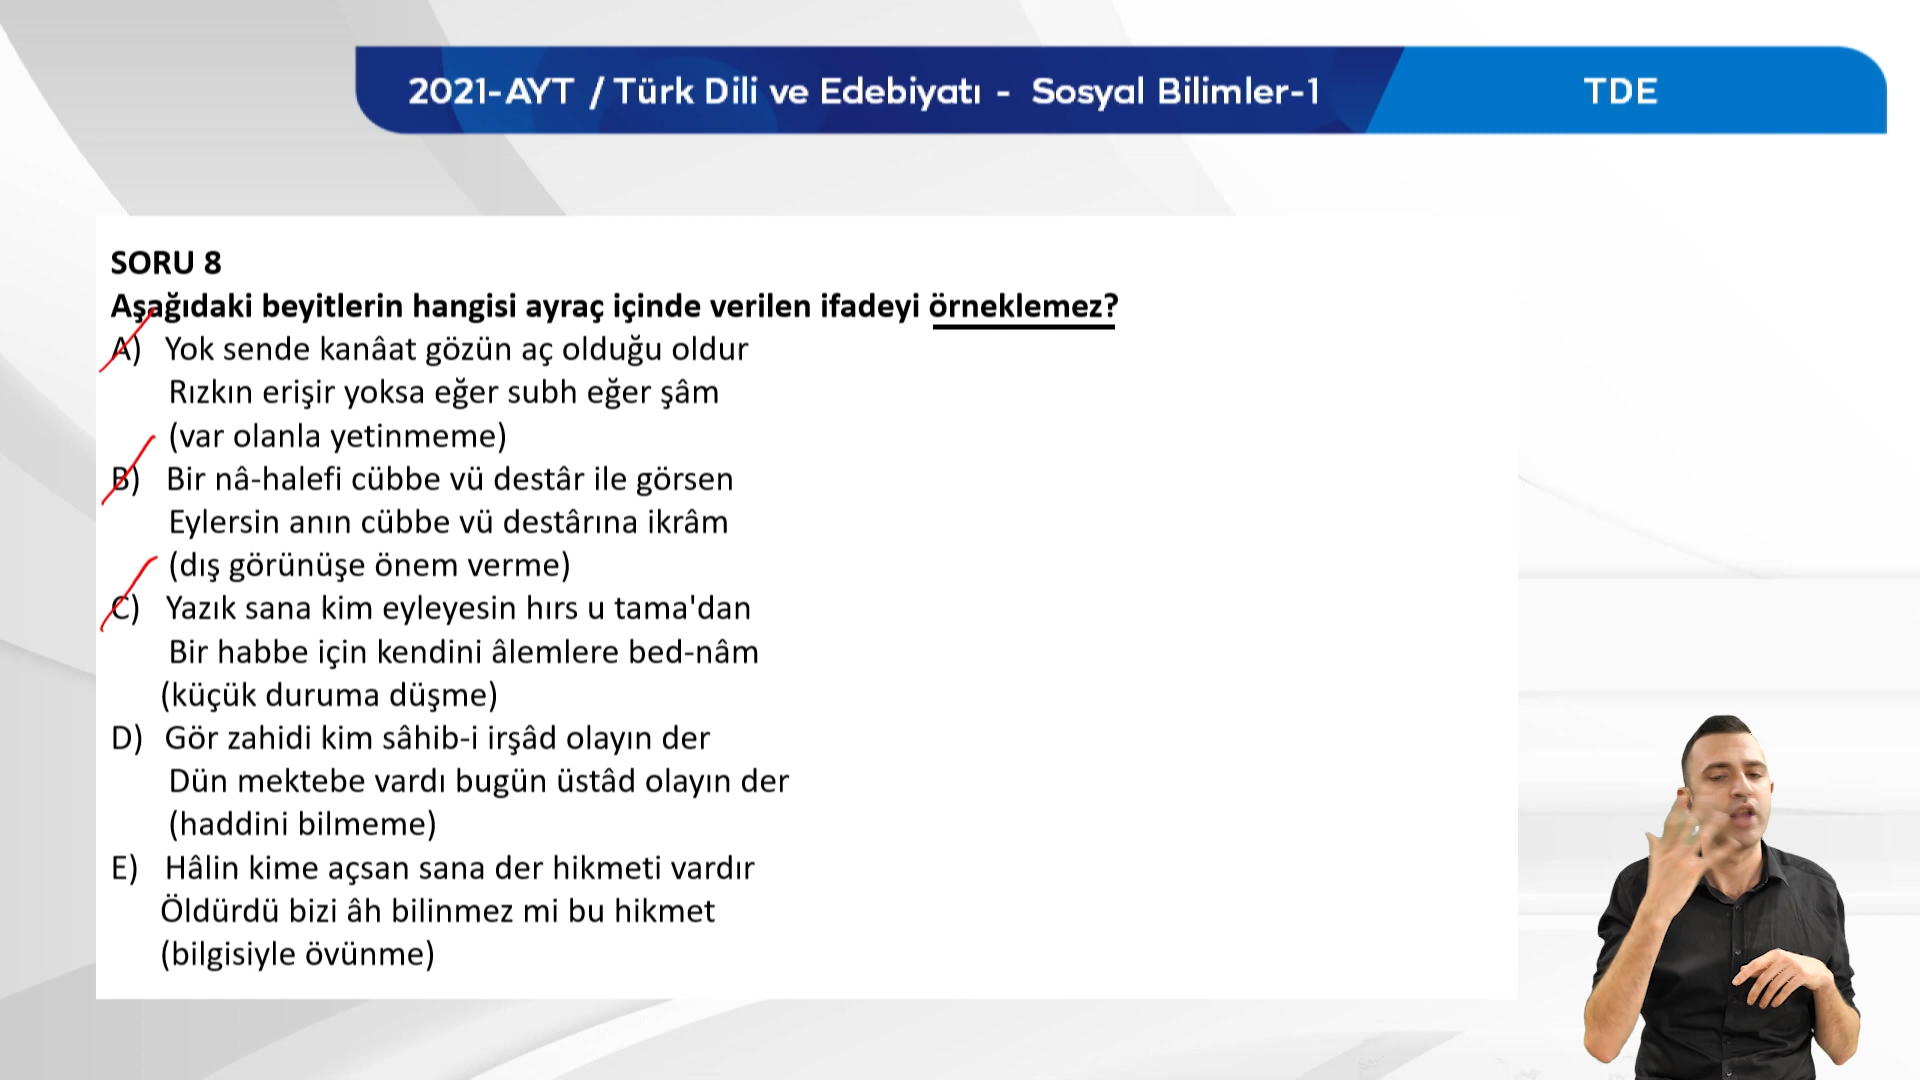 2021-AYT / Türk Dili ve Edebiyatı - Sosyal Bilimler-1 TDE
SORU 8
Aşağıdaki beyitlerin hangisi ayraç içinde verilen ifadeyi örneklemez?
A) Yok sende kanâat gözün aç olduğu oldur
Rızkın erişir yoksa eğer subh eğer şâm
(var olanla yetinmeme)
B) Bir nâ-halefi cübbe vü destâr ile görsen
Eylersin anın cübbe vü destârına ikrâm
(dış görünüşe önem verme)
C) Yazık sana kim eyleyesin hırs u tama'dan
Bir habbe için kendini âlemlere bed-nâm
(küçük duruma düşme)
D) Gör zahidi kim sâhib-i irşâd olayın der
Dün mektebe vardı bugün üstâd olayın der
(haddini bilmeme)
E) Hâlin kime açsan sana der hikmeti vardır
Öldürdü bizi âh bilinmez mi bu hikmet
(bilgisiyle övünme)